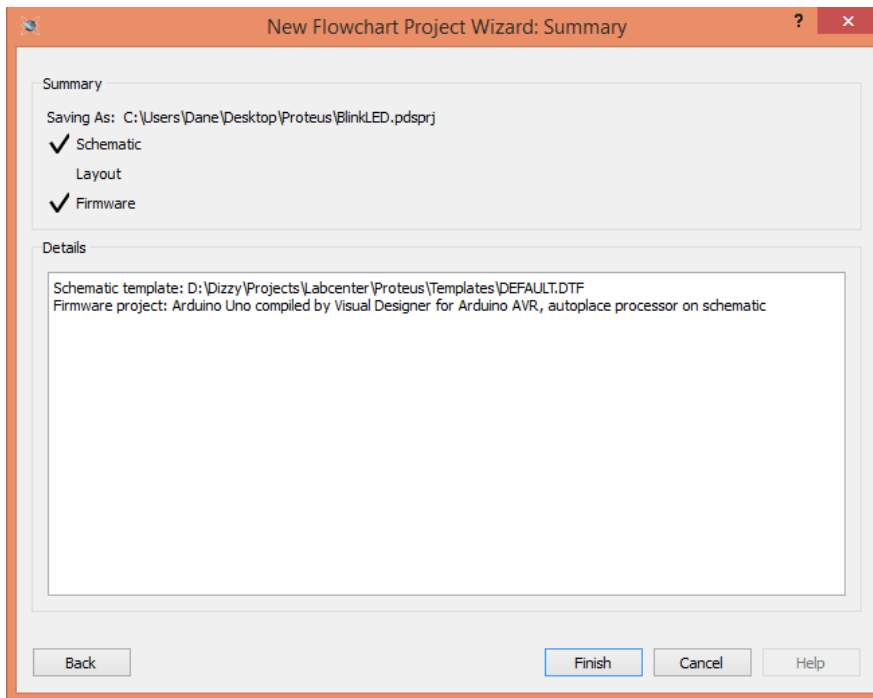 New Flowchart Project Wizard: Summary
?
×
Summary
Saving As: C:\Users\Dane\Desktop\Proteus\BlinkLED.pdsprj
Schematic
Layout
Firmware
Details
Schematic template: D:\Dizzy\Projects\Labcenter\Proteus\Templates\DEFAULT.DTF
Firmware project: Arduino Uno compiled by Visual Designer for Arduino AVR, autoplace processor on schematic
Back
Finish
Cancel
Help